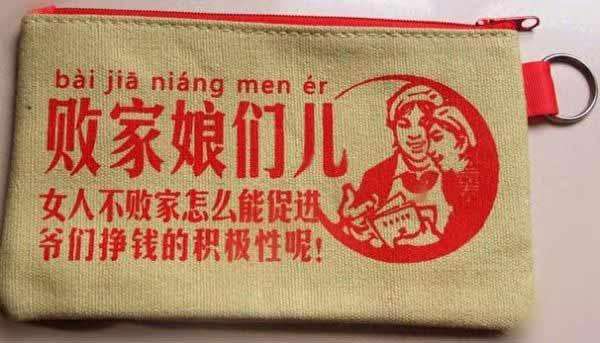 bài jiā niáng men ér
败家娘们儿
女人不败家怎么能促进
爷们挣钱的积极性呢!